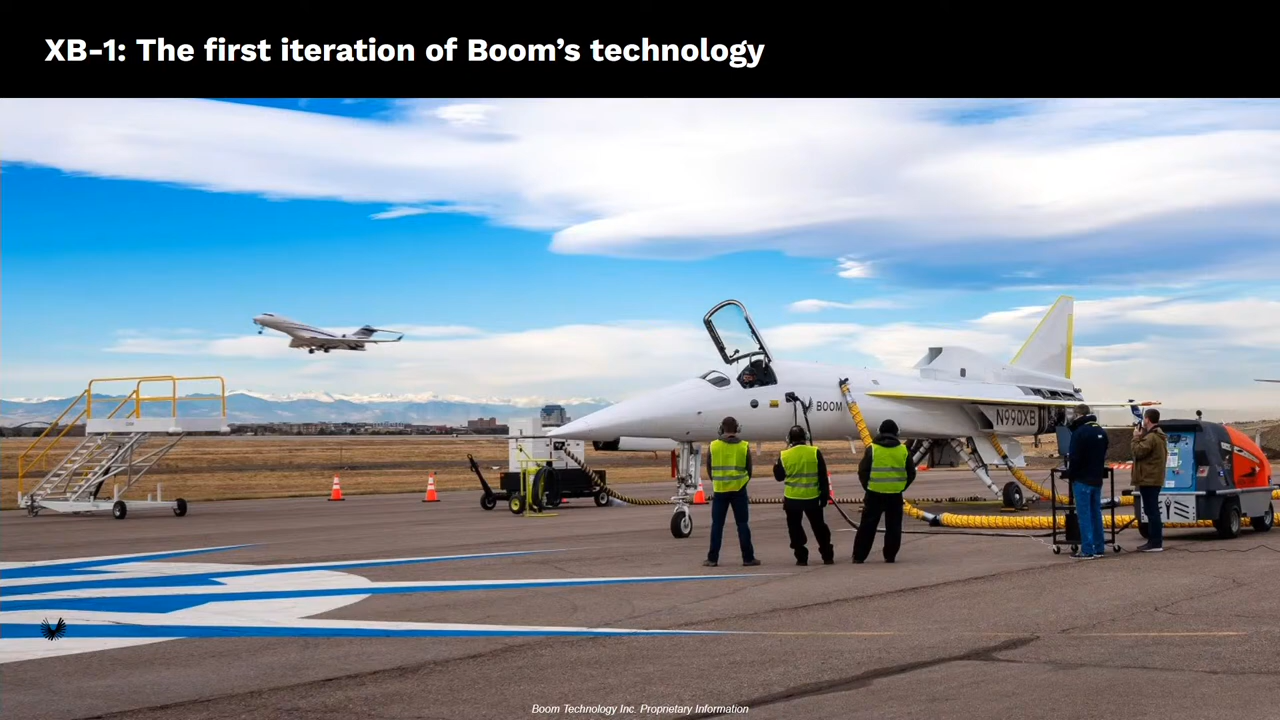 XB-1: The first iteration of Boom's technology
BOOM
N990XB
Boom Technology Inc. Proprietary Information